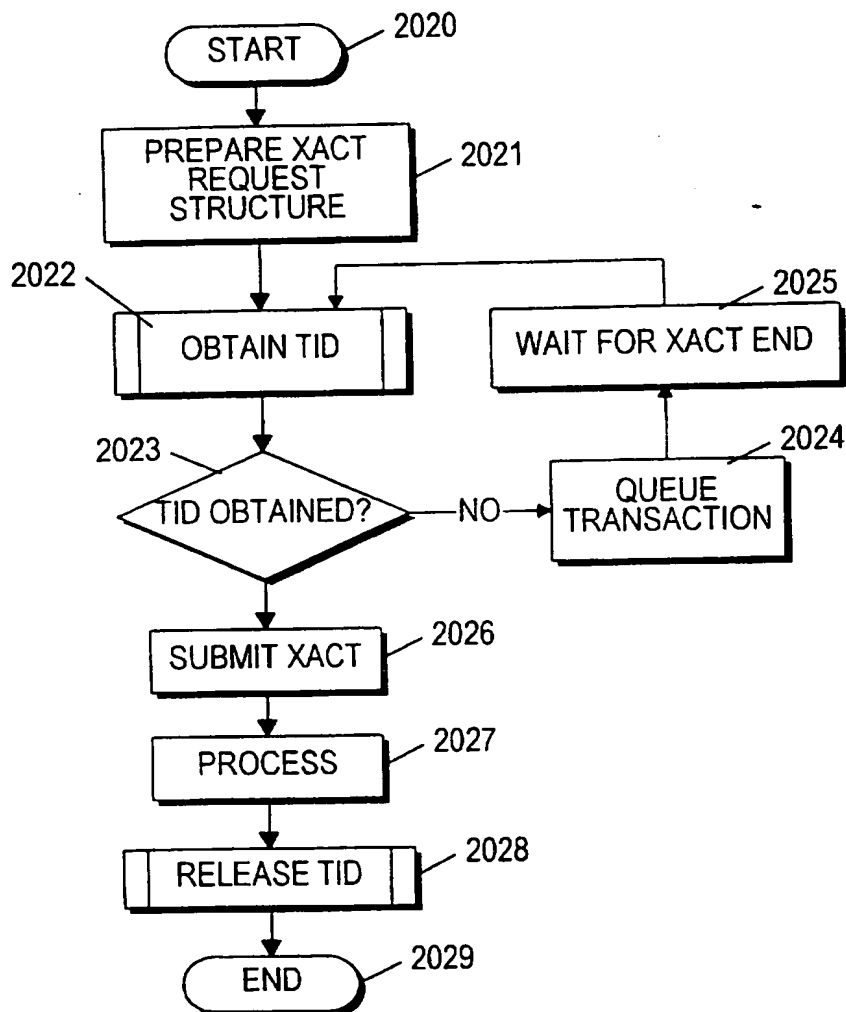 START
2020
PREPARE XACT
REQUEST
STRUCTURE
2021
2022
OBTAIN TID
2025
WAIT FOR XACT END
2023
TID OBTAINED?
NO
2024
QUEUE
TRANSACTION
SUBMIT XACT
2026
PROCESS
2027
RELEASE TID
2028
END
2029